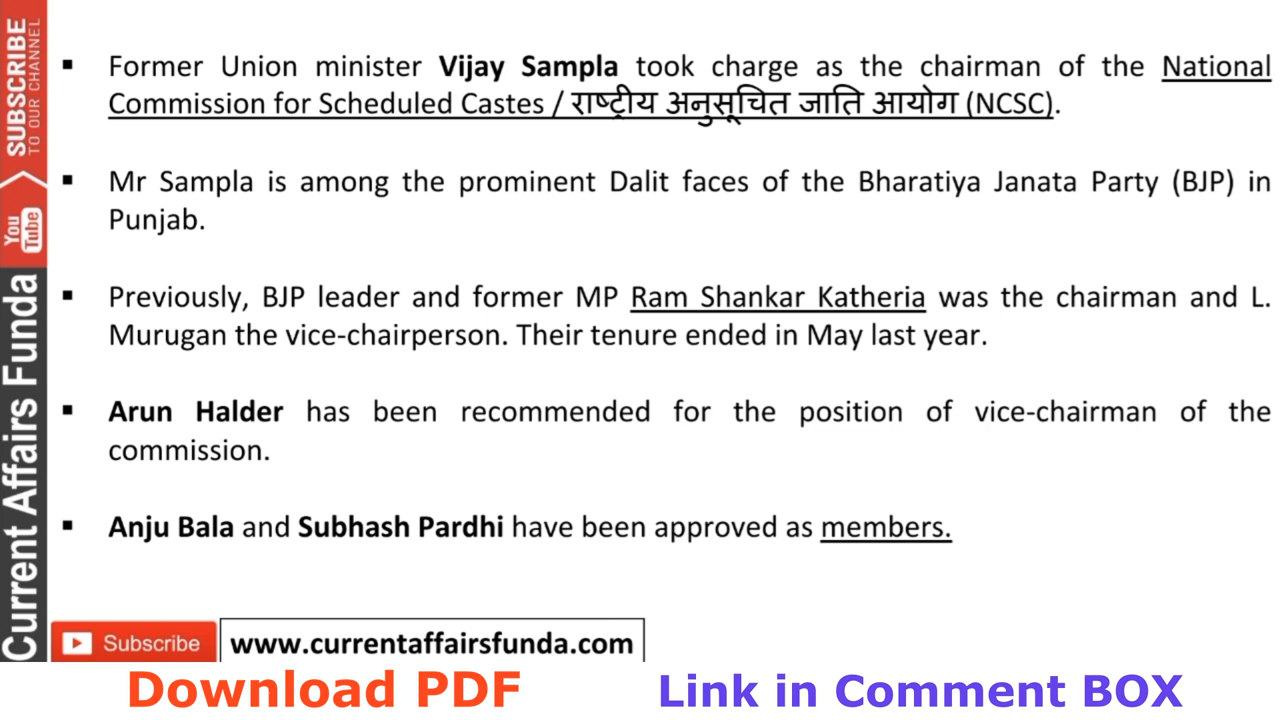 SUBSCRIBE
TO OUR CHANNEL
You
Tube
Current Affairs Funda
▪ Former Union minister Vijay Sampla took charge as the chairman of the National
Commission for Scheduled Castes / राष्ट्रीय अनुसूचित जाति आयोग (NCSC).
▪ Mr Sampla is among the prominent Dalit faces of the Bharatiya Janata Party (BJP) in
Punjab.
▪ Previously, BJP leader and former MP Ram Shankar Katheria was the chairman and L.
Murugan the vice-chairperson. Their tenure ended in May last year.
▪ Arun Halder has been recommended for the position of vice-chairman of the
commission.
▪ Anju Bala and Subhash Pardhi have been approved as members.
Subscribe
www.currentaffairsfunda.com
Download PDF
Link in Comment BOX